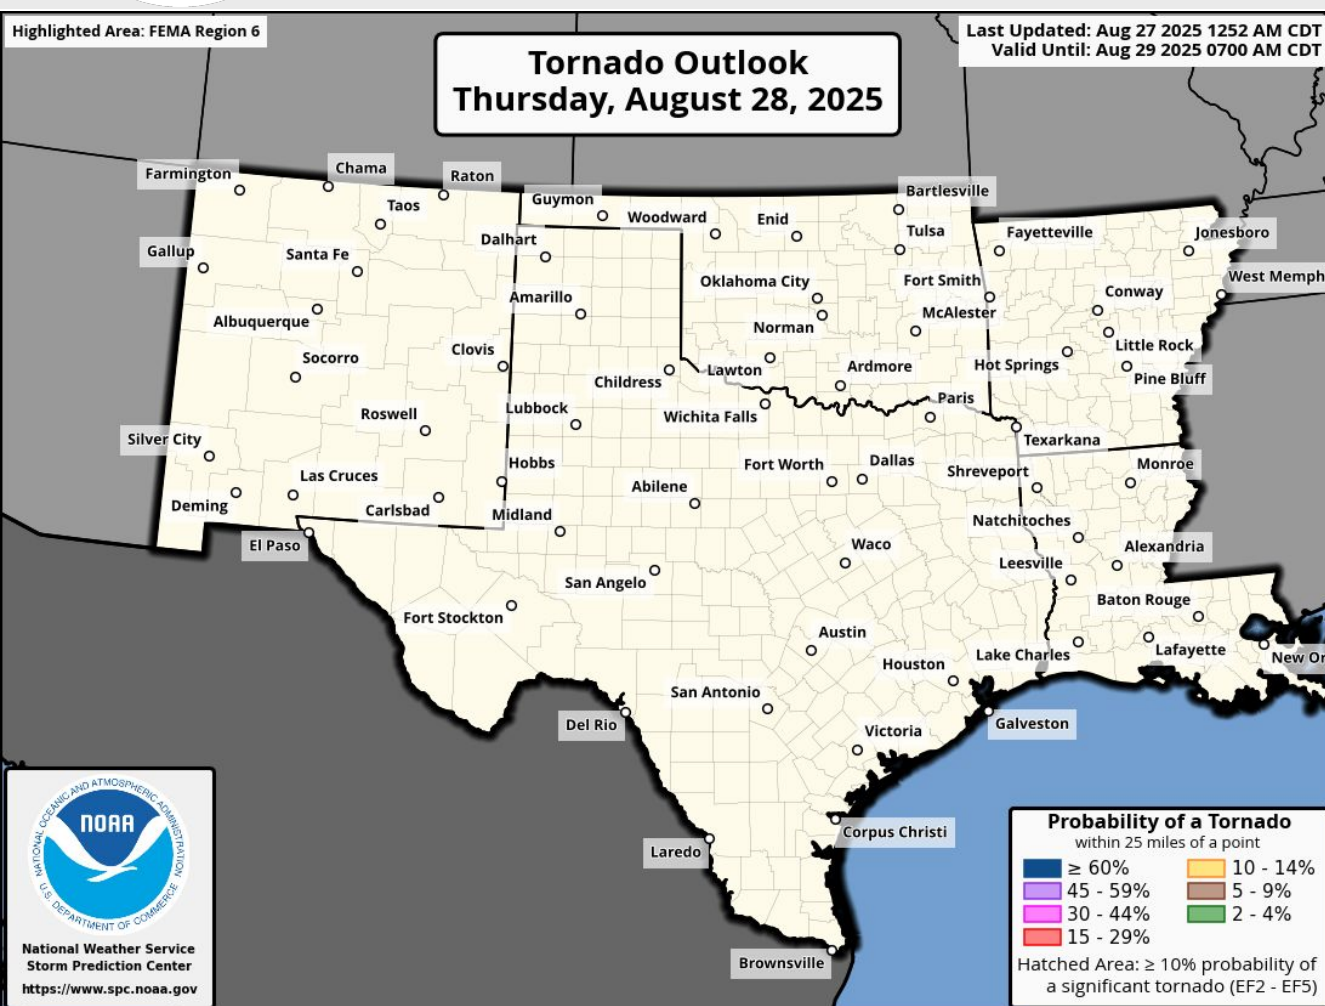 Highlighted Area: FEMA Region 6
Last Updated: Aug 27 2025 1252 AM CDT
Valid Until: Aug 29 2025 0700 AM CDT
Tornado Outlook
Thursday, August 28, 2025
Farmington
Chama
Raton
Taos
Guymon
Woodward
Enid
Bartlesville
Tulsa
Fayetteville
Jonesboro
Gallup
Santa Fe
Dalhart
Oklahoma City
Fort Smith
West Memph
Amarillo
Conway
Albuquerque
Norman
McAlester
Little Rock
Socorro
Clovis
Childress
Lawton
Ardmore
Hot Springs
Pine Bluff
Roswell
Lubbock
Wichita Falls
Paris
Silver City
Texarkana
Las Cruces
Hobbs
Fort Worth
Dallas
Shreveport
Monroe
Deming
Carlsbad
Midland
Abilene
Natchitoches
El Paso
Waco
Alexandria
San Angelo
Leesville
Fort Stockton
Baton Rouge
Austin
Lake Charles
Lafayette
New Or
Houston
San Antonio
Del Rio
Victoria
Galveston
Corpus Christi
Laredo
Brownsville
NATIONAL OCEANIC AND ATMOSPHERIC ADMINISTRATION
NOAA
U.S. DEPARTMENT OF COMMERCE
National Weather Service
Storm Prediction Center
https://www.spc.noaa.gov
Probability of a Tornado
within 25 miles of a point
≥ 60% 10 - 14%
45 - 59% 5 - 9%
30 - 44% 2 - 4%
15 - 29%
Hatched Area: ≥ 10% probability of
a significant tornado (EF2 - EF5)